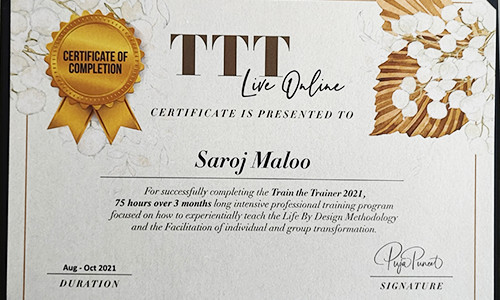 CERTIFICATE OF
COMPLETION
TTT
Live Online
CERTIFICATE IS PRESENTED TO
Saroj Maloo
For successfully completing the Train the Trainer 2021,
75 hours over 3 months long intensive professional training program
focused on how to experientially teach the Life By Design Methodology
and the Facilitation of individual and group transformation.
Aug - Oct 2021
DURATION
Puja Puneet
SIGNATURE